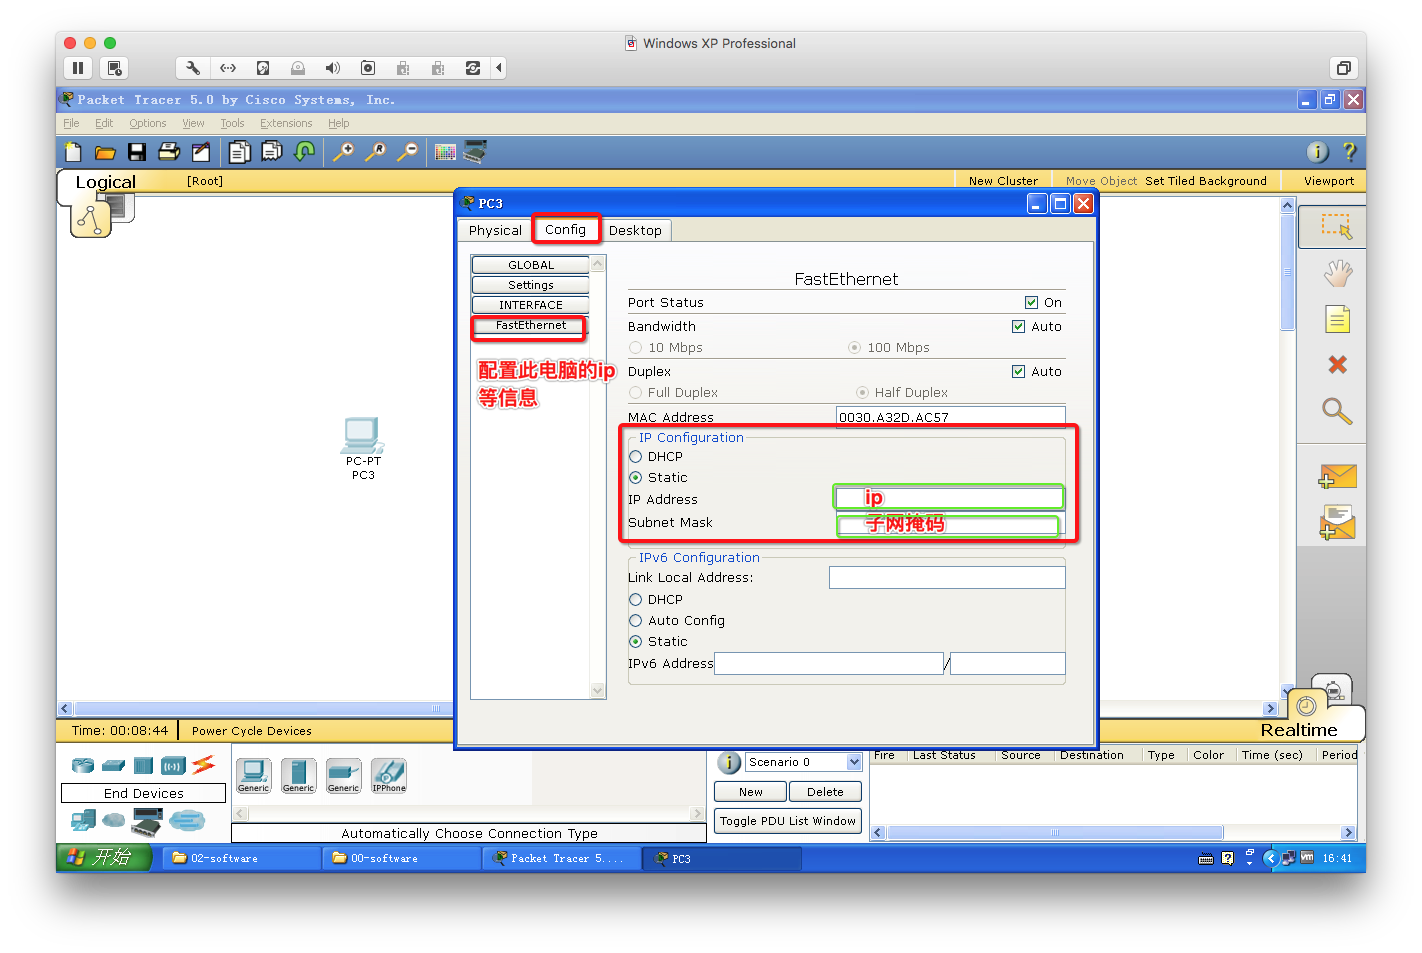 Windows XP Professional
Packet Tracer 5.0 by Cisco Systems, Inc.
File Edit Options View Tools Extensions Help
Logical [Root] New Cluster Move Object Set Tiled Background Viewport
PC3
Physical Config Desktop
GLOBAL
Settings
INTERFACE
FastEthernet
配置此电脑的ip
等信息
FastEthernet
Port Status On
Bandwidth Auto
10 Mbps 100 Mbps
Duplex Auto
Full Duplex Half Duplex
MAC Address 0030.A32D.AC57
IP Configuration
DHCP
Static
IP Address ip
Subnet Mask 子网掩码
IPv6 Configuration
Link Local Address:
DHCP
Auto Config
Static
IPv6 Address /
PC-PT
PC3
Time: 00:08:44 Power Cycle Devices
Realtime
End Devices
Generic Generic Generic IPPhone
Automatically Choose Connection Type
Scenario 0
New Delete
Toggle PDU List Window
Fire Last Status Source Destination Type Color Time (sec) Period
开始 02-software 00-software Packet Tracer 5.... PC3 16:41